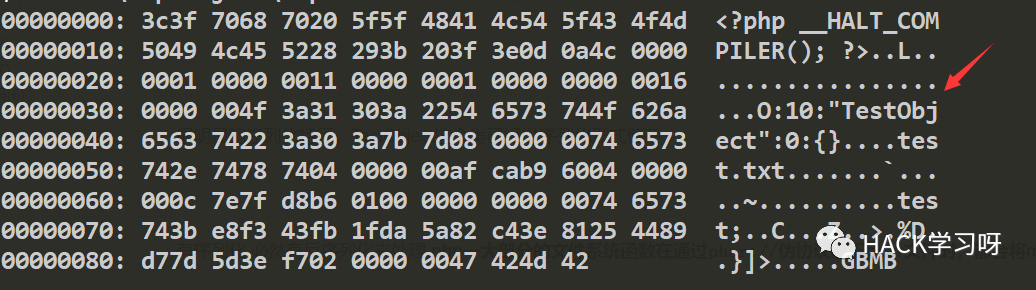 00000000: 3c3f 7068 7020 5f5f 4841 4c54 5f43 4f4d <?php __HALT_COM
00000010: 5049 4c45 5228 293b 203f 3e0d 0a4c 0000 PILER(); ?>..L..
00000020: 0001 0000 0011 0000 0001 0000 0000 0016 ................
00000030: 0000 004f 3a31 303a 2254 6573 744f 626a ...O:10:"TestObj
00000040: 6563 7422 3a30 3a7b 7d08 0000 0074 6573 ect":0:{}....tes
00000050: 742e 7478 7404 0000 00af cab9 6004 0000 t.txt.......`...
00000060: 000c 7e7f d8b6 0100 0000 0000 0074 6573 ..~..........tes
00000070: 743b e8f3 43fb 1fda 5a82 c43e 8125 4489 t;..C...Z..>.%D.
00000080: d77d 5d3e f702 0000 0047 424d 42 .}]>.....GBMB
HACK学习呀